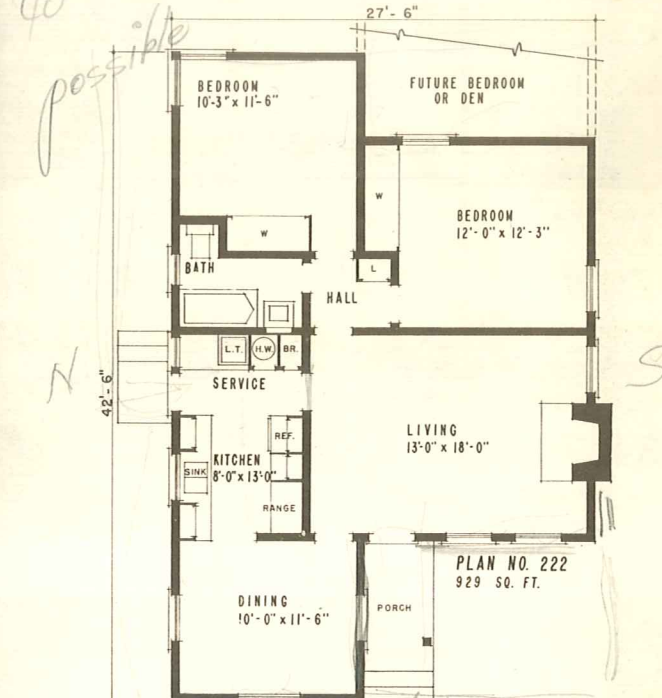 40
possible
27'-6"
BEDROOM
10'-3" x 11'-6"
FUTURE BEDROOM
OR DEN
W
BEDROOM
12'-0" x 12'-3"
W
BATH
L
HALL
N
42'-6"
L.T.
H.W.
BR.
SERVICE
S
LIVING
13'-0" x 18'-0"
REF.
KITCHEN
8'-0" x 13'-0"
SINK
RANGE
PLAN NO. 222
929 SQ. FT.
DINING
10'-0" x 11'-6"
PORCH